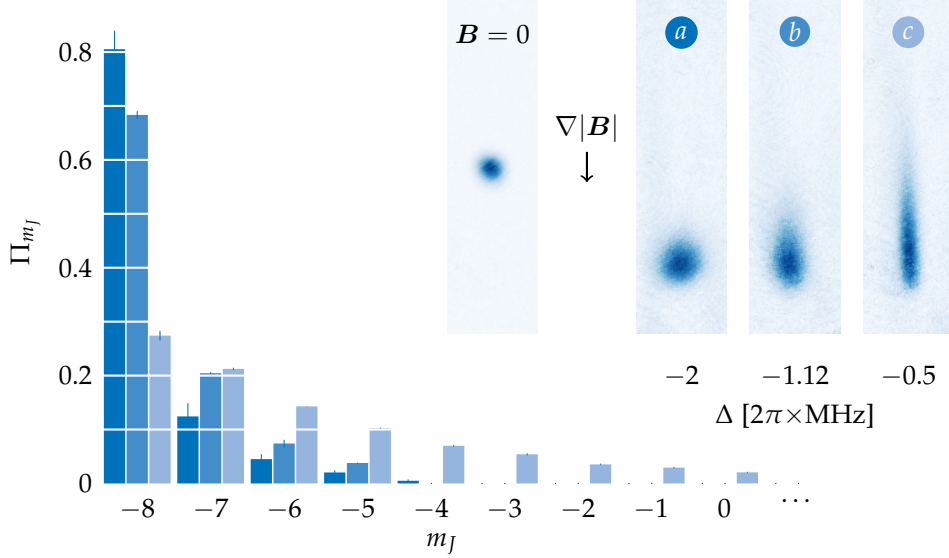 B = 0
a
b
c
∇|B|
↓
0.8
0.6
0.4
0.2
0
Π_{m_J}
−2 −1.12 −0.5
Δ [2π×MHz]
−8 −7 −6 −5 −4 −3 −2 −1 0 ⋯
m_J